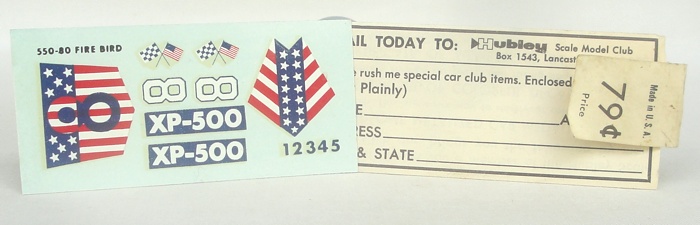 550-80 FIRE BIRD
8
8 8
XP-500
XP-500
12345
AIL TODAY TO: Hubley Scale Model Club
Box 1543, Lancast
e rush me special car club items. Enclosed
Plainly)
E A
RESS
& STATE
Made in U.S.A.
79¢
Price